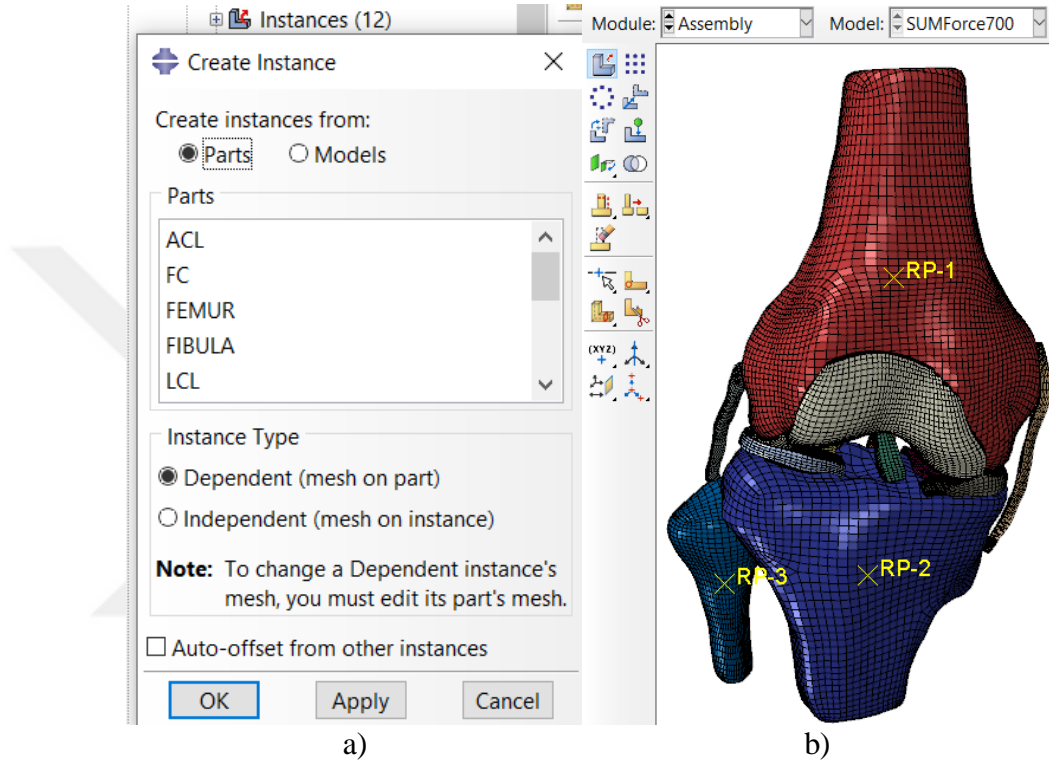 Instances (12)
Create Instance
Create instances from:
Parts
Models
Parts
ACL
FC
FEMUR
FIBULA
LCL
Instance Type
Dependent (mesh on part)
Independent (mesh on instance)
Note: To change a Dependent instance's
mesh, you must edit its part's mesh.
Auto-offset from other instances
OK
Apply
Cancel
a)
Module: Assembly
Model: SUMForce700
(XYZ)
RP-1
RP-3
RP-2
b)